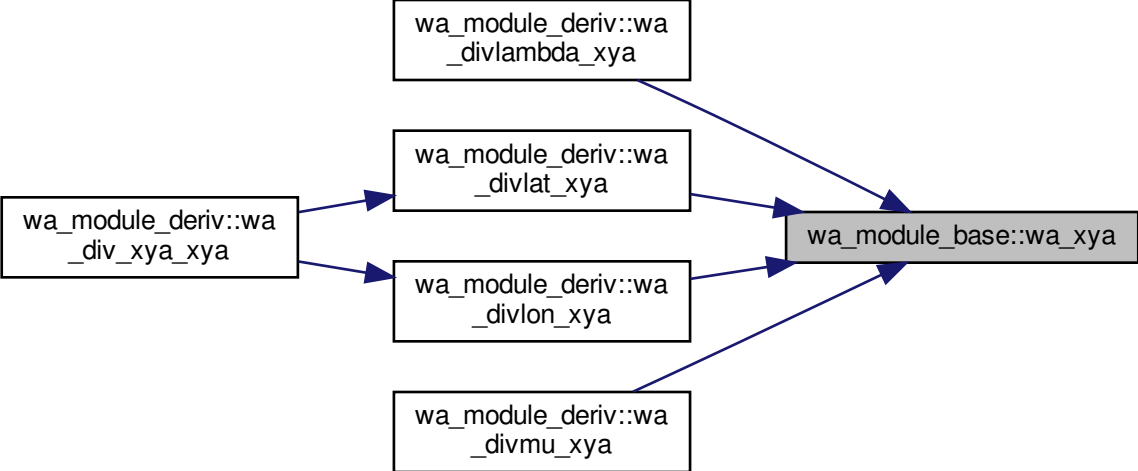 wa_module_deriv::wa
_divlambda_xya
wa_module_deriv::wa
_divlat_xya
wa_module_deriv::wa
_div_xya_xya
wa_module_base::wa_xya
wa_module_deriv::wa
_divlon_xya
wa_module_deriv::wa
_divmu_xya